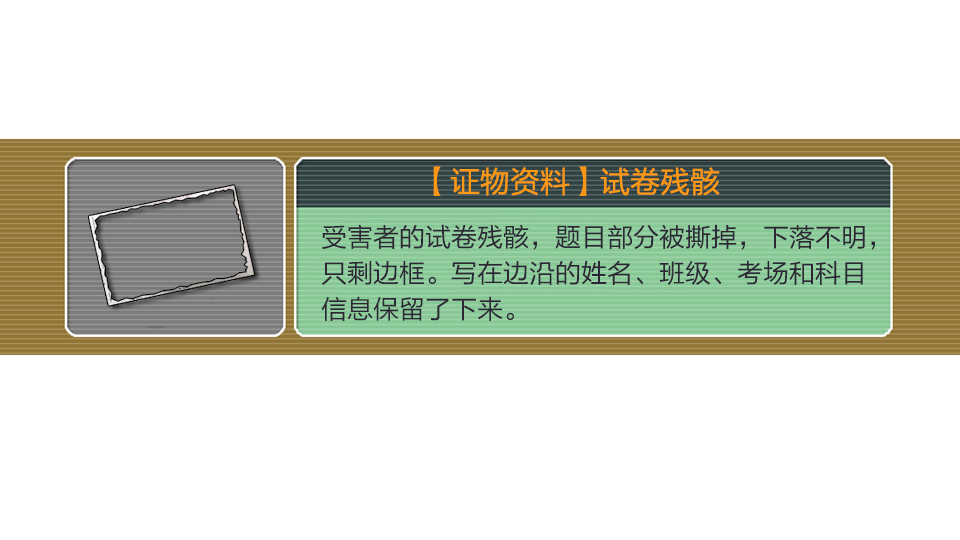 【证物资料】试卷残骸
受害者的试卷残骸，题目部分被撕掉，下落不明，
只剩边框。写在边沿的姓名、班级、考场和科目
信息保留了下来。